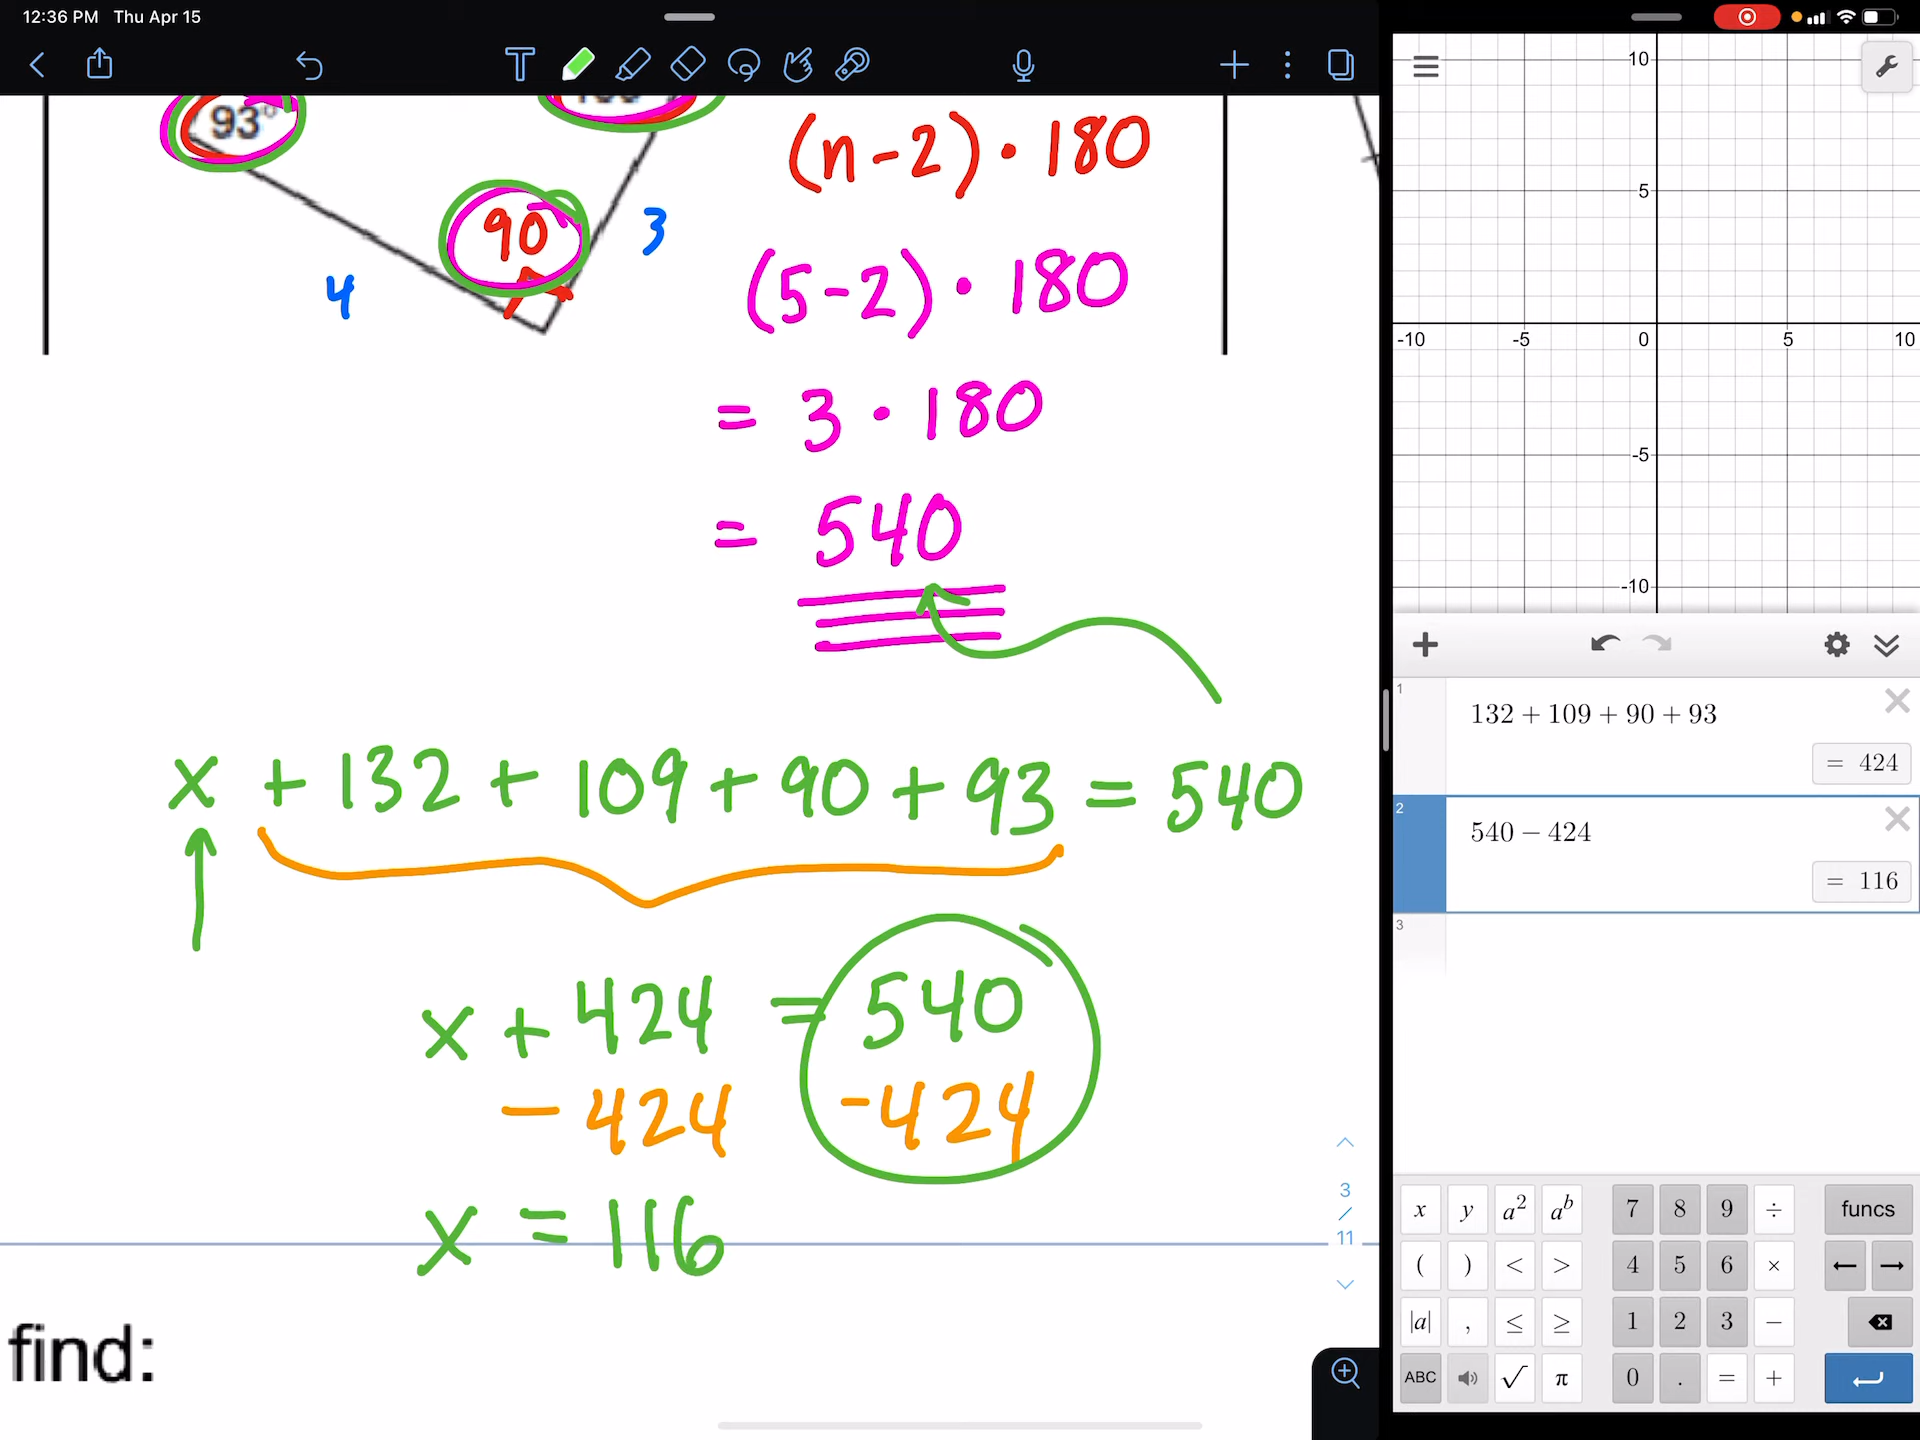 12:36 PM Thu Apr 15
93°
90
4
3
(n-2)·180
(5-2)·180
= 3·180
= 540
x + 132 + 109 + 90 + 93 = 540
x + 424 = 540
- 424 -424
x = 116
find:
3
/
11
10
5
-10 -5 0 5 10
-5
-10
1
132 + 109 + 90 + 93
= 424
2
540 − 424
= 116
3
x y a² aᵇ 7 8 9 ÷ funcs
( ) < > 4 5 6 × ← →
|a| , ≤ ≥ 1 2 3 −
ABC √ π 0 . = +